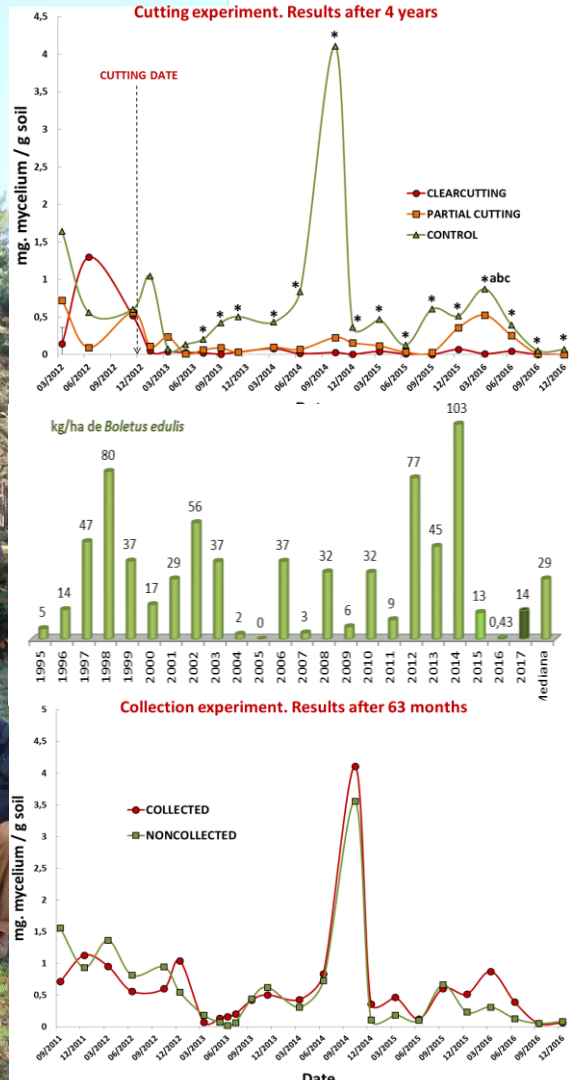 Cutting experiment. Results after 4 years
mg. mycelium / g soil
4,5
4
3,5
3
2,5
2
1,5
1
0,5
0
CUTTING DATE
CLEARCUTTING
PARTIAL CUTTING
CONTROL
* * * * * * * * * * * * *abc * * *
03/2012 06/2012 09/2012 12/2012 03/2013 06/2013 09/2013 12/2013 03/2014 06/2014 09/2014 12/2014 03/2015 06/2015 09/2015 12/2015 03/2016 06/2016 09/2016 12/2016
kg/ha de Boletus edulis
5 14 47 80 37 17 29 56 37 2 0 37 3 32 6 32 9 77 45 103 13 0,43 14 29
1995 1996 1997 1998 1999 2000 2001 2002 2003 2004 2005 2006 2007 2008 2009 2010 2011 2012 2013 2014 2015 2016 2017 Mediana
Collection experiment. Results after 63 months
mg. mycelium / g soil
5
4,5
4
3,5
3
2,5
2
1,5
1
0,5
0
COLLECTED
NONCOLLECTED
09/2011 12/2011 03/2012 06/2012 09/2012 12/2012 03/2013 06/2013 09/2013 12/2013 03/2014 06/2014 09/2014 12/2014 03/2015 06/2015 09/2015 12/2015 03/2016 06/2016 09/2016 12/2016
Date